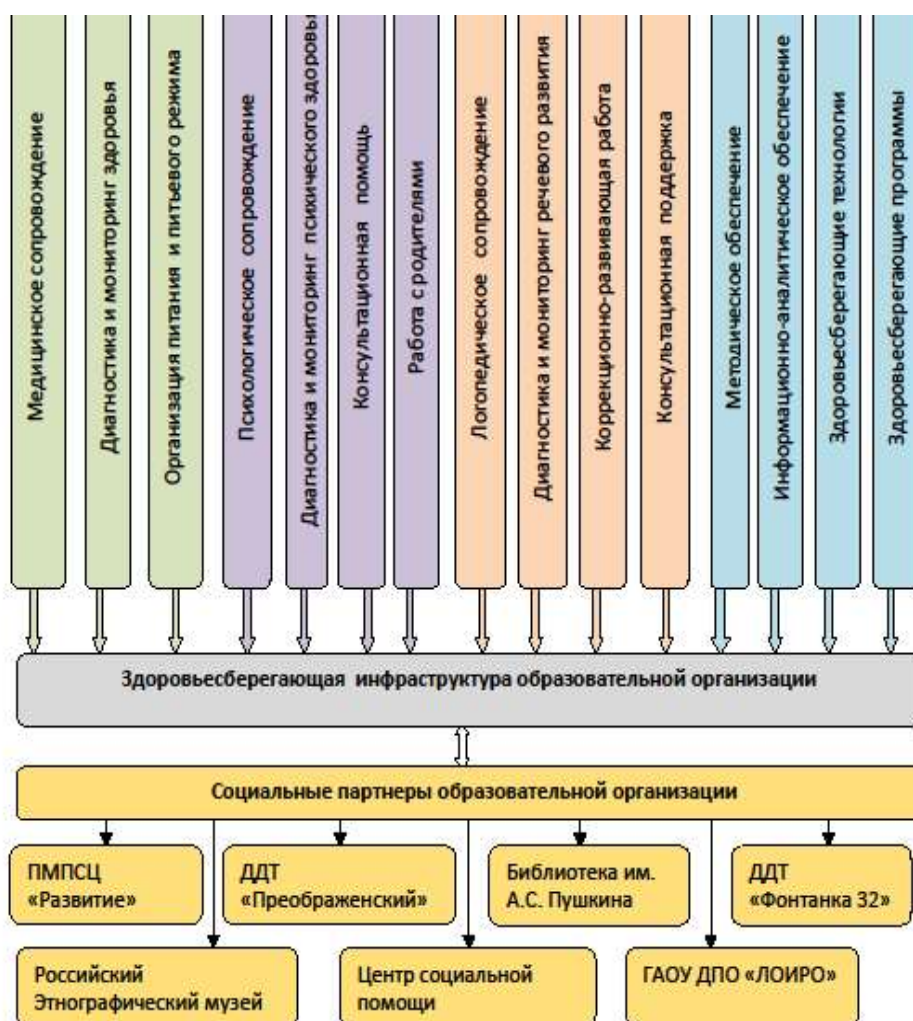 Медицинское сопровождение
Диагностика и мониторинг здоровья
Организация питания и питьевого режима
Психологическое сопровождение
Диагностика и мониторинг психического здоровья
Консультационная помощь
Работа с родителями
Логопедическое сопровождение
Диагностика и мониторинг речевого развития
Коррекционно-развивающая работа
Консультационная поддержка
Методическое обеспечение
Информационно-аналитическое обеспечение
Здоровьесберегающие технологии
Здоровьесберегающие программы
Здоровьесберегающая инфраструктура образовательной организации
Социальные партнеры образовательной организации
ПМПСЦ
«Развитие»
ДДТ
«Преображенский»
Библиотека им.
А.С. Пушкина
ДДТ
«Фонтанка 32»
Российский
Этнографический музей
Центр социальной
помощи
ГАОУ ДПО «ЛОИРО»